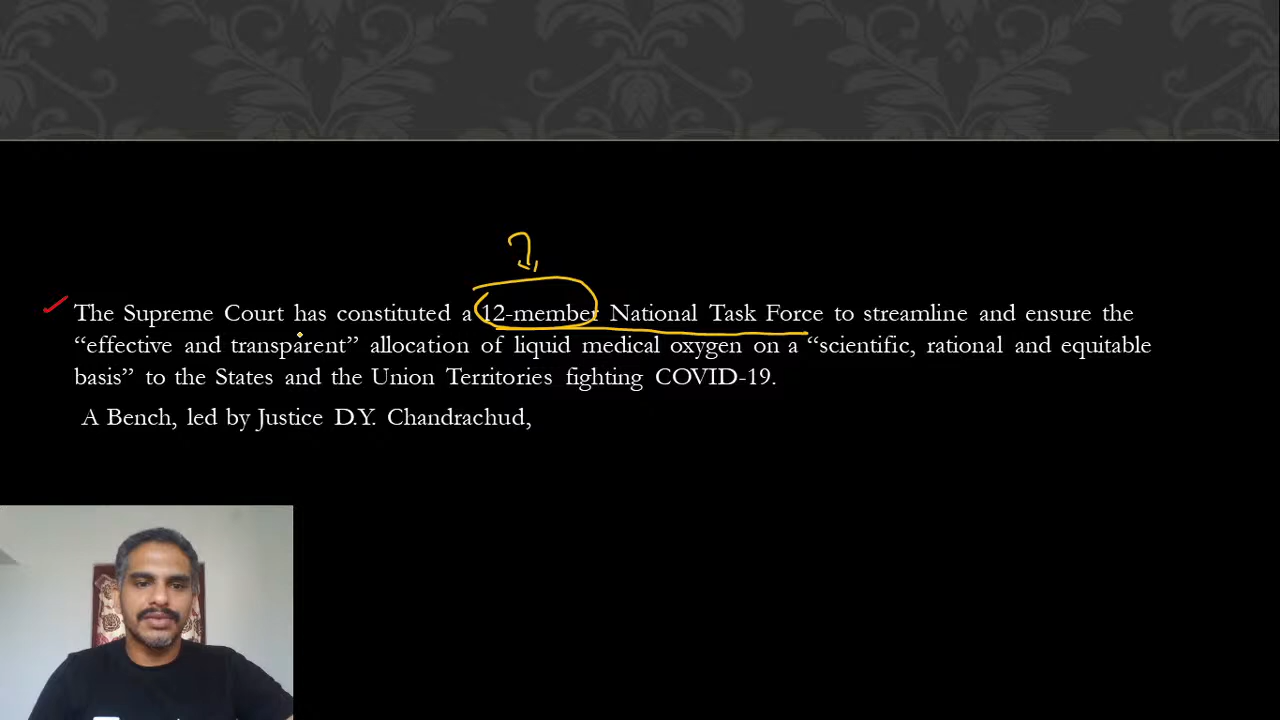 ?
The Supreme Court has constituted a 12-member National Task Force to streamline and ensure the
“effective and transparent” allocation of liquid medical oxygen on a “scientific, rational and equitable
basis” to the States and the Union Territories fighting COVID-19.
A Bench, led by Justice D.Y. Chandrachud,